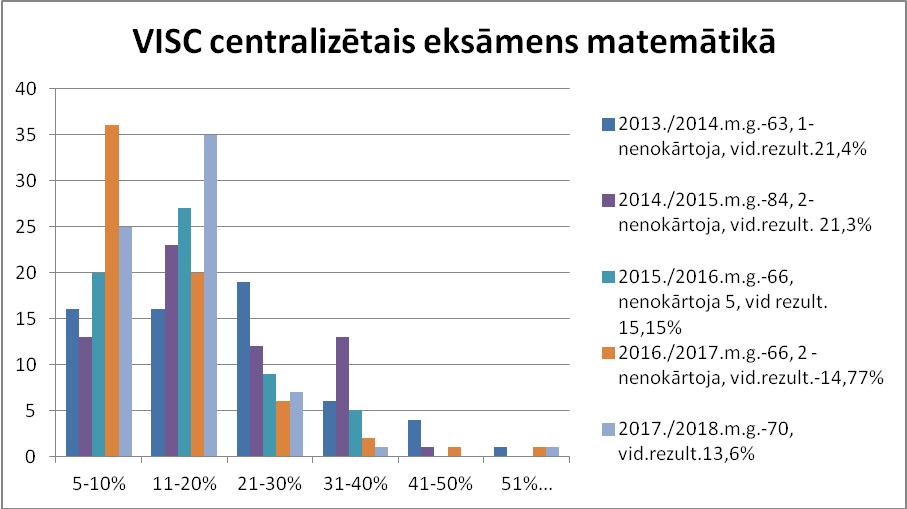 VISC centralizētais eksāmens matemātikā
40
35
30
25
20
15
10
5
0
5-10%
11-20%
21-30%
31-40%
41-50%
51%...
2013./2014.m.g.-63, 1-
nenokārtoja, vid.rezult.21,4%
2014./2015.m.g.-84, 2-
nenokārtoja, vid.rezult. 21,3%
2015./2016.m.g.-66,
nenokārtoja 5, vid rezult.
15,15%
2016./2017.m.g.-66, 2 -
nenokārtoja, vid.rezult.-14,77%
2017./2018.m.g.-70,
vid.rezult.13,6%